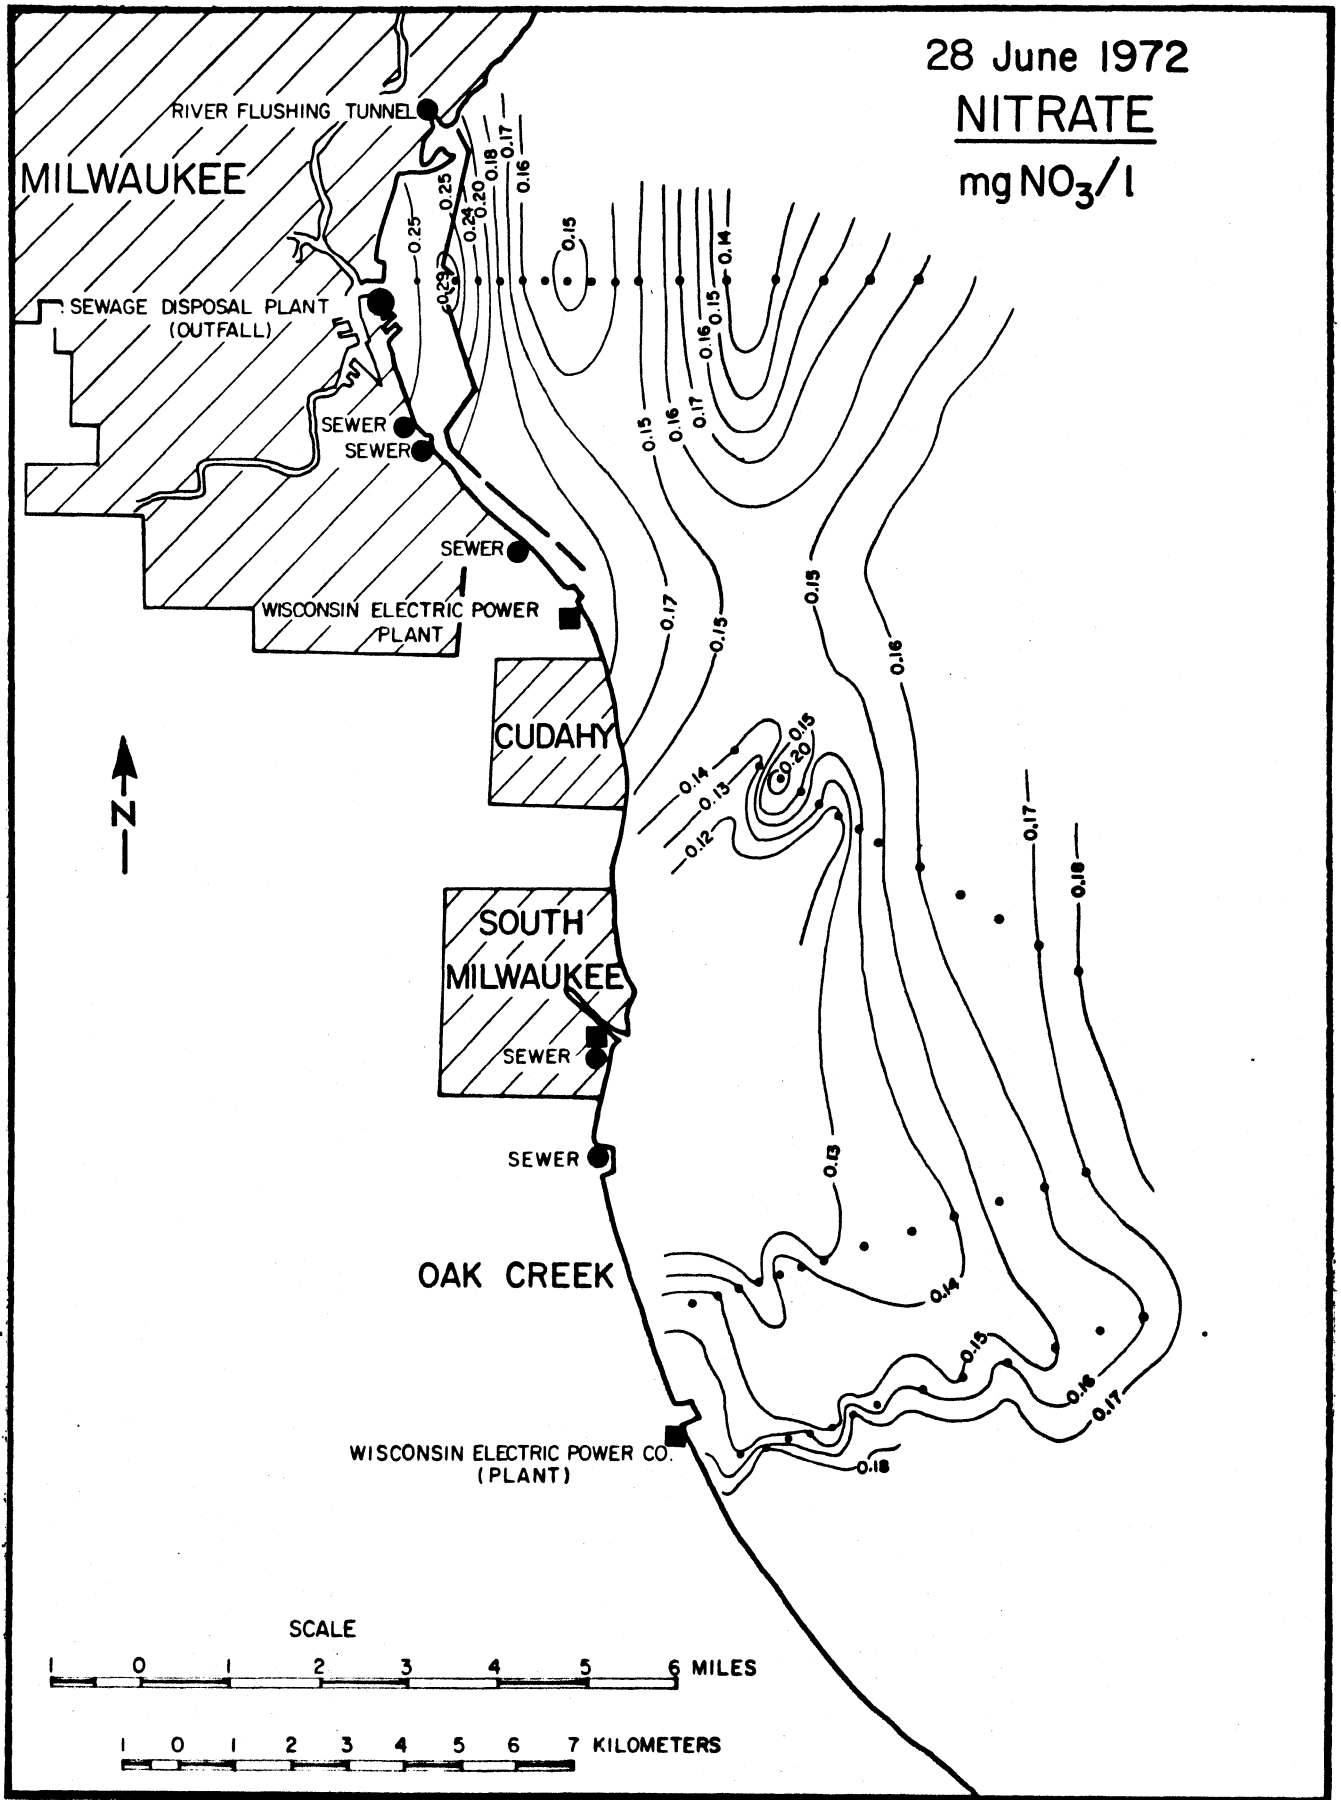 28 June 1972
NITRATE
mgNO3/l
RIVER FLUSHING TUNNEL
MILWAUKEE
0.25
0.25
0.24
0.20
0.18
0.17
0.16
0.29
0.15
0.14
0.15
0.16
0.17
0.16
0.15
SEWAGE DISPOSAL PLANT
(OUTFALL)
SEWER
SEWER
SEWER
WISCONSIN ELECTRIC POWER
PLANT
0.17
0.15
0.15
0.16
CUDAHY
N
0.15
0.20
0.14
0.13
0.12
0.17
0.18
SOUTH
MILWAUKEE
SEWER
SEWER
0.13
OAK CREEK
0.14
0.15
0.16
0.17
0.18
WISCONSIN ELECTRIC POWER CO.
(PLANT)
SCALE
1 0 1 2 3 4 5 6 MILES
1 0 1 2 3 4 5 6 7 KILOMETERS